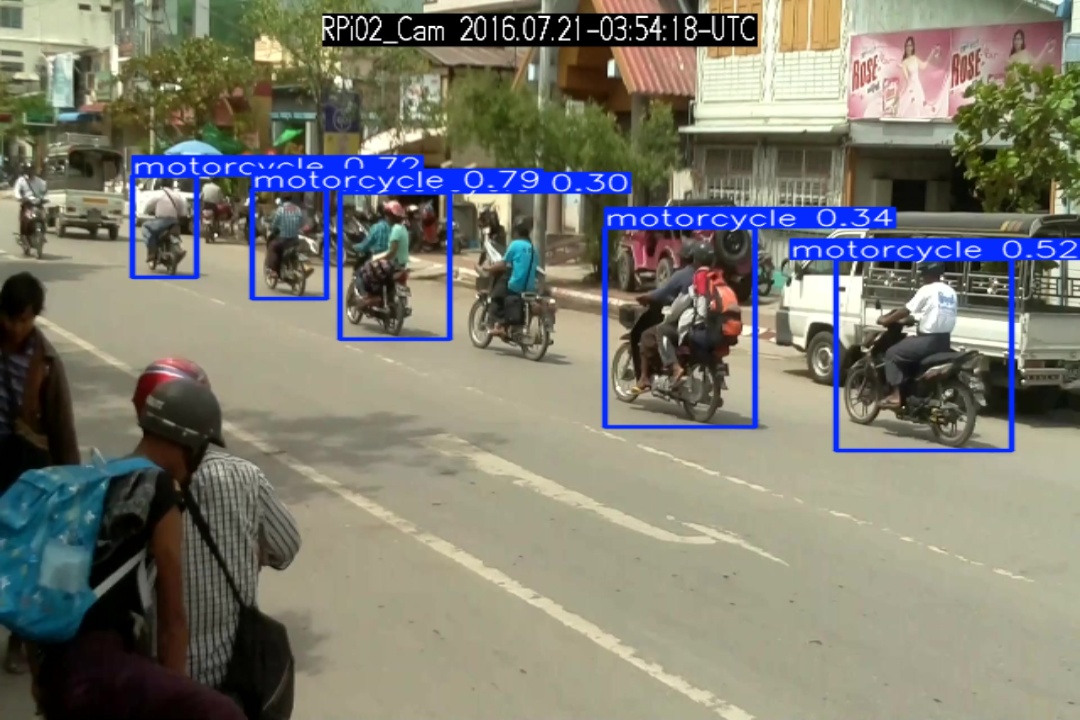 RPi02_Cam 2016.07.21-03:54:18-UTC
motorcycle 0.72
motorcycle 0.79
0.30
motorcycle 0.34
motorcycle 0.52
ROSE
ROSE